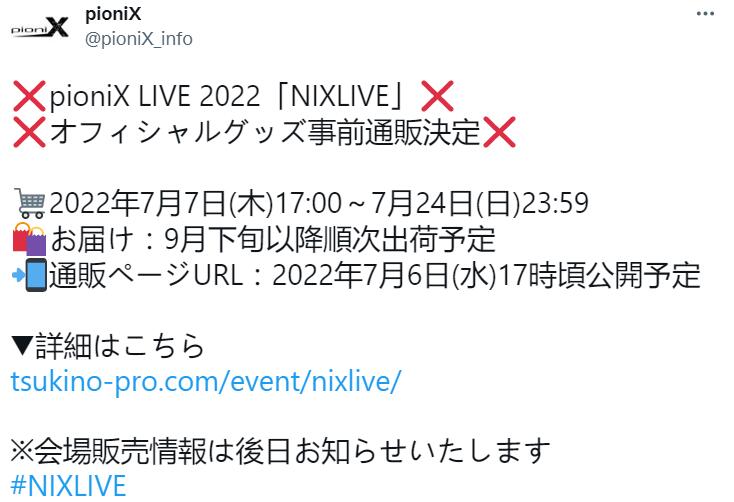 pioniX
pioniX
@pioniX_info
❌pioniX LIVE 2022「NIXLIVE」❌
❌オフィシャルグッズ事前通販決定❌
🛒2022年7月7日(木)17:00～7月24日(日)23:59
🛍️お届け：9月下旬以降順次出荷予定
📲通販ページURL：2022年7月6日(水)17時頃公開予定
▼詳細はこちら
tsukino-pro.com/event/nixlive/
※会場販売情報は後日お知らせいたします
#NIXLIVE